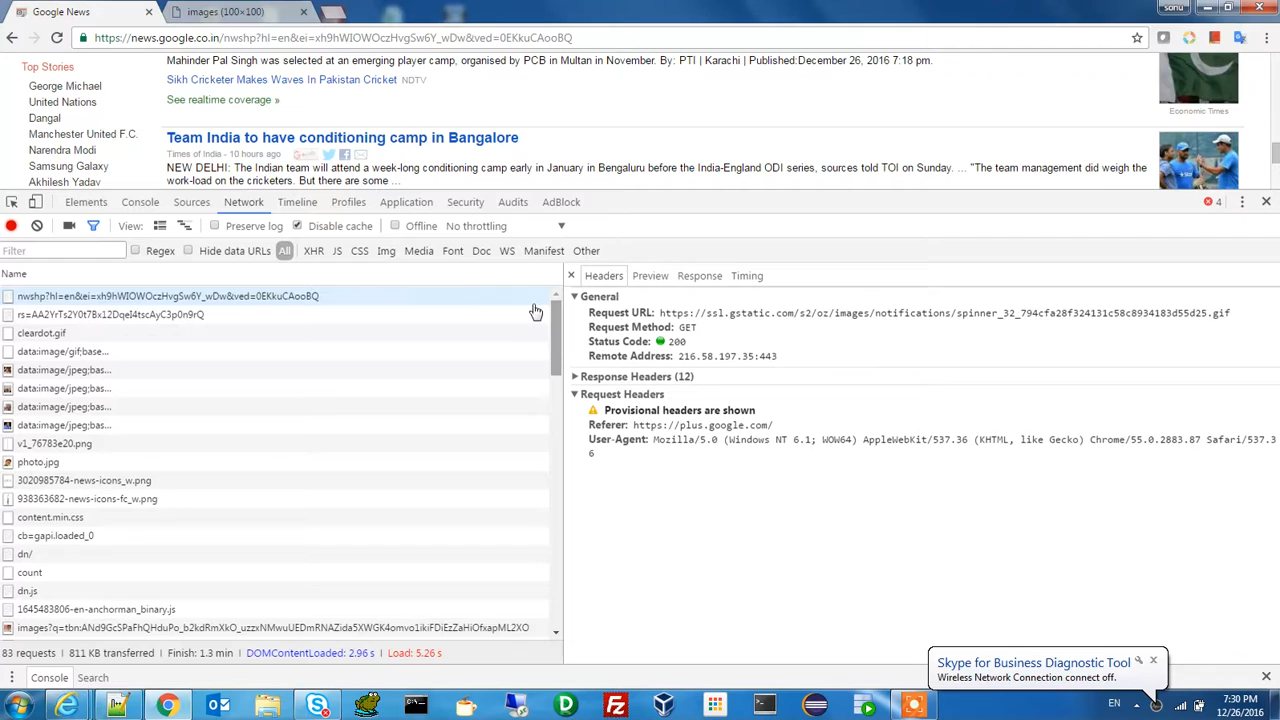 Google News
images (100×100)
sanu
https://news.google.co.in/nwshp?hl=en&ei=xh9hWIOWOczHvgSw6Y_wDw&ved=0EKkuCAooBQ
Mahinder Pal Singh was selected at an emerging player camp, organised by PCB in Multan in November. By: PTI | Karachi | Published:December 26, 2016 7:18 pm.
Top Stories
Sikh Cricketer Makes Waves In Pakistan Cricket NDTV
George Michael
See realtime coverage »
United Nations
Economic Times
Dangal
Manchester United F.C.
Team India to have conditioning camp in Bangalore
Narendra Modi
Times of India - 10 hours ago
Samsung Galaxy
NEW DELHI: The Indian team will attend a week-long conditioning camp early in January in Bengaluru before the India-England ODI series, sources told TOI on Sunday. ... "The team management did weigh the
Akhilesh Yadav
work-load on the cricketers. But there are some ...
Elements Console Sources Network Timeline Profiles Application Security Audits AdBlock 4
View: Preserve log Disable cache Offline No throttling
Filter Regex Hide data URLs All XHR JS CSS Img Media Font Doc WS Manifest Other
Name
Headers Preview Response Timing
nwshp?hl=en&ei=xh9hWIOWOczHvgSw6Y_wDw&ved=0EKkuCAooBQ
rs=AA2YrTs2Y0t7Bx12DqeI4tscAyC3p0n9rQ
cleardot.gif
data:image/gif;base...
data:image/jpeg;bas...
data:image/jpeg;bas...
data:image/jpeg;bas...
data:image/jpeg;bas...
v1_76783e20.png
photo.jpg
3020985784-news-icons_w.png
938363682-news-icons-fc_w.png
content.min.css
cb=gapi.loaded_0
dn/
count
dn.js
1645483806-en-anchorman_binary.js
images?q=tbn:ANd9GcSPaFhQHduPo_b2kdRmXkO_uzzxNMwuUEDmRNAZida5XWGK4omvo1ikiFDiEzZaHiOfxapML2XO
General
Request URL: https://ssl.gstatic.com/s2/oz/images/notifications/spinner_32_794cfa28f324131c58c8934183d55d25.gif
Request Method: GET
Status Code: 200
Remote Address: 216.58.197.35:443
Response Headers (12)
Request Headers
Provisional headers are shown
Referer: https://plus.google.com/
User-Agent: Mozilla/5.0 (Windows NT 6.1; WOW64) AppleWebKit/537.36 (KHTML, like Gecko) Chrome/55.0.2883.87 Safari/537.3
6
83 requests | 811 KB transferred | Finish: 1.3 min | DOMContentLoaded: 2.96 s | Load: 5.26 s
Skype for Business Diagnostic Tool
Wireless Network Connection connect off.
Console Search
EN
7:30 PM
12/26/2016